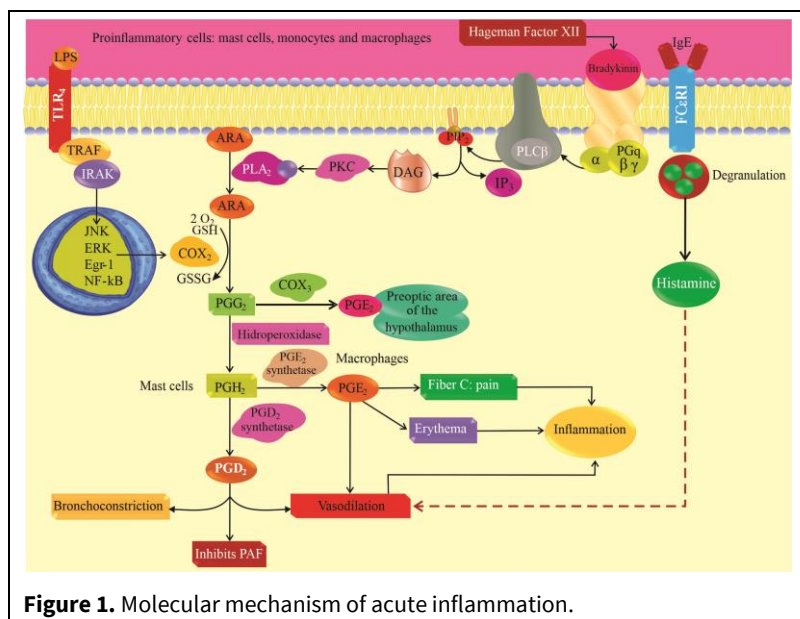 Proinflammatory cells: mast cells, monocytes and macrophages
Hageman Factor XII
IgE
LPS
Bradykinin
TLR₄
FCεRI
TRAF
ARA
PIP₂
PLCβ
PGq
α
β γ
IRAK
PLA₂
PKC
DAG
IP₃
Degranulation
ARA
JNK
ERK
Egr-1
NF-kB
2 O₂
GSH
COX₂
GSSG
Histamine
COX₃
PGG₂
PGE₂
Preoptic area
of the
hypothalamus
Hidroperoxidase
PGE₂
synthetase
Macrophages
Mast cells
PGH₂
PGE₂
Fiber C: pain
PGD₂
synthetase
Erythema
Inflammation
PGD₂
Bronchoconstriction
Vasodilation
Inhibits PAF
Figure 1. Molecular mechanism of acute inflammation.